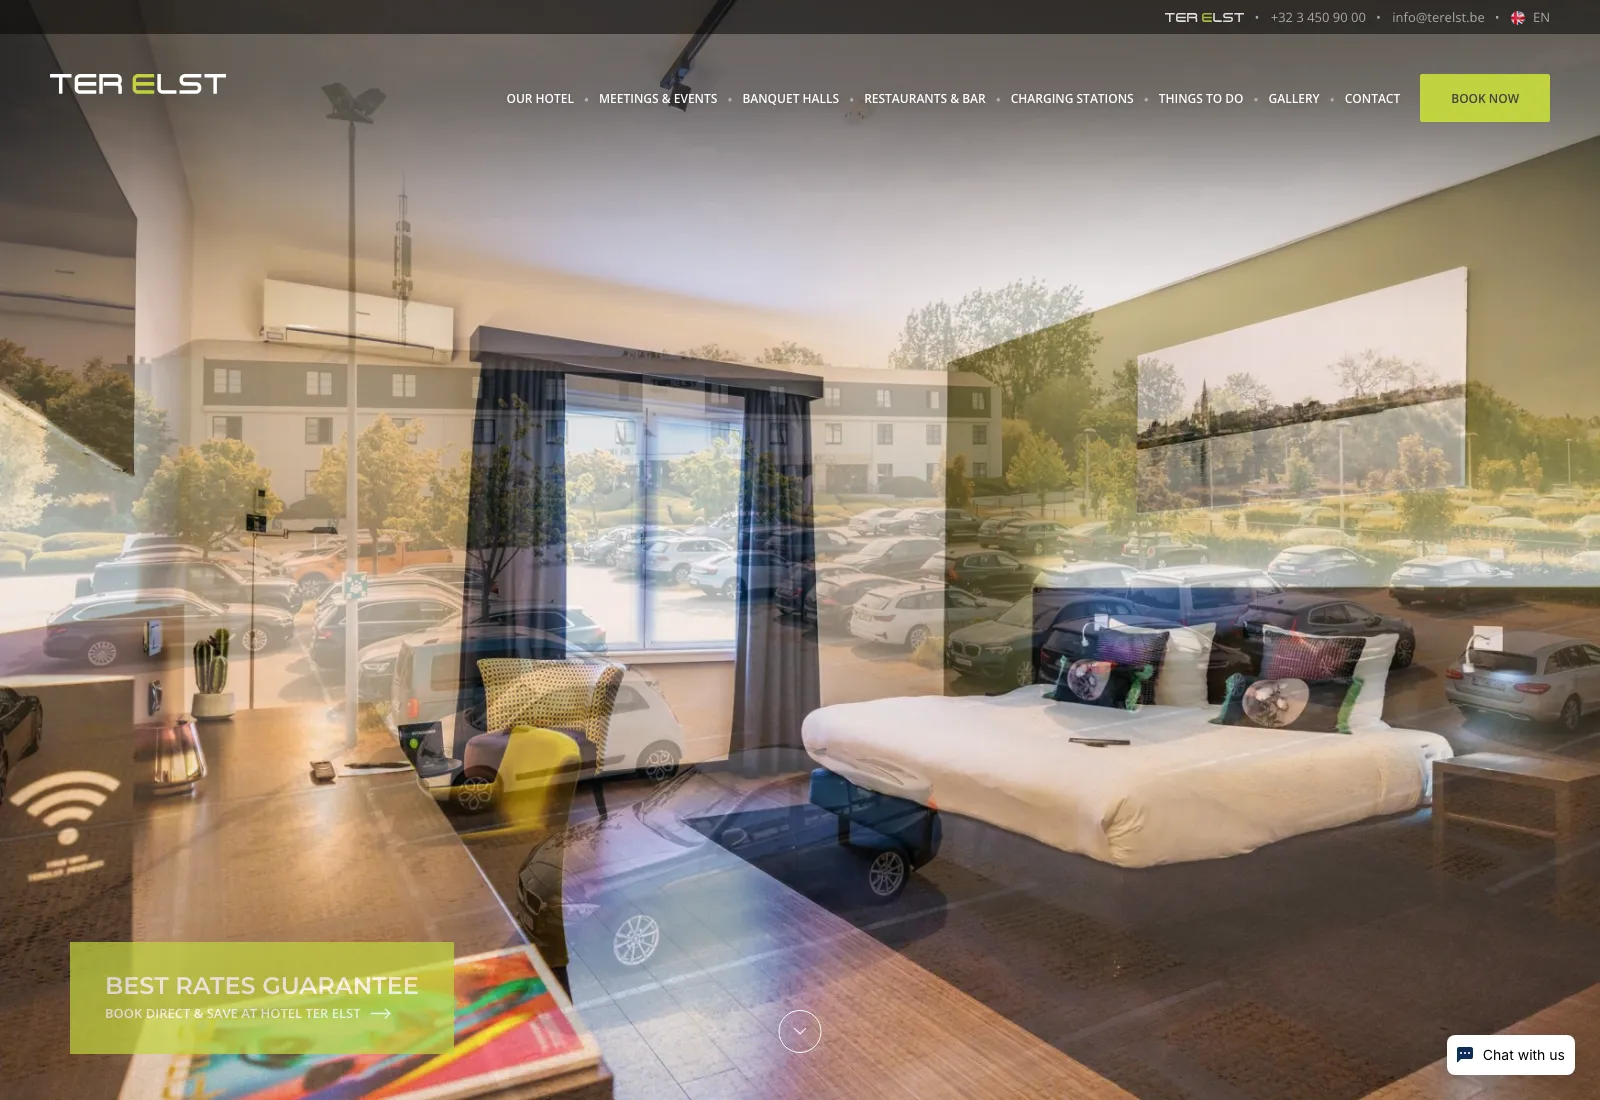 TER ELST • +32 3 450 90 00 • info@terelst.be • EN
TER ELST
OUR HOTEL • MEETINGS & EVENTS • BANQUET HALLS • RESTAURANTS & BAR • CHARGING STATIONS • THINGS TO DO • GALLERY • CONTACT
BOOK NOW
BEST RATES GUARANTEE
BOOK DIRECT & SAVE AT HOTEL TER ELST
Chat with us